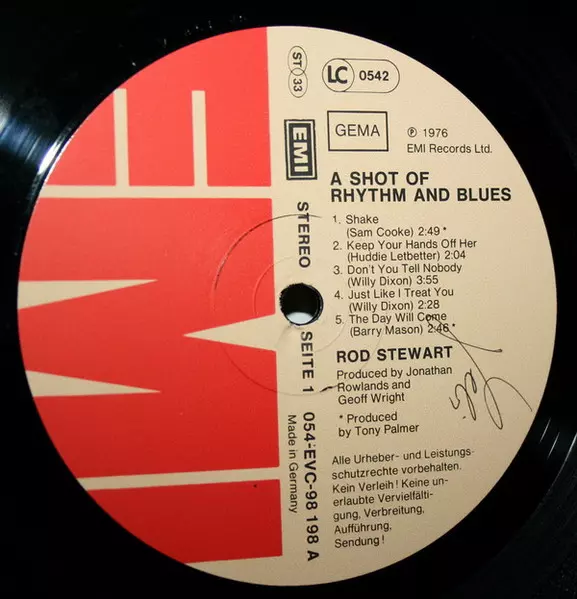 ST 33
LC 0542
EMI
GEMA
℗ 1976
EMI Records Ltd.
A SHOT OF
RHYTHM AND BLUES
1. Shake
(Sam Cooke) 2:49 *
2. Keep Your Hands Off Her
(Huddie Letbetter) 2:04
3. Don't You Tell Nobody
(Willy Dixon) 3:55
4. Just Like I Treat You
(Willy Dixon) 2:28
5. The Day Will Come
(Barry Mason) 2:46 *
ROD STEWART
Produced by Jonathan
Rowlands and
Geoff Wright
* Produced
by Tony Palmer
Alle Urheber- und Leistungs-
schutzrechte vorbehalten.
Kein Verleih! Keine un-
erlaubte Vervielfälti-
gung, Verbreitung,
Aufführung,
Sendung!
STEREO
SEITE 1
054-EVC-98 198 A
Made in Germany
EMI